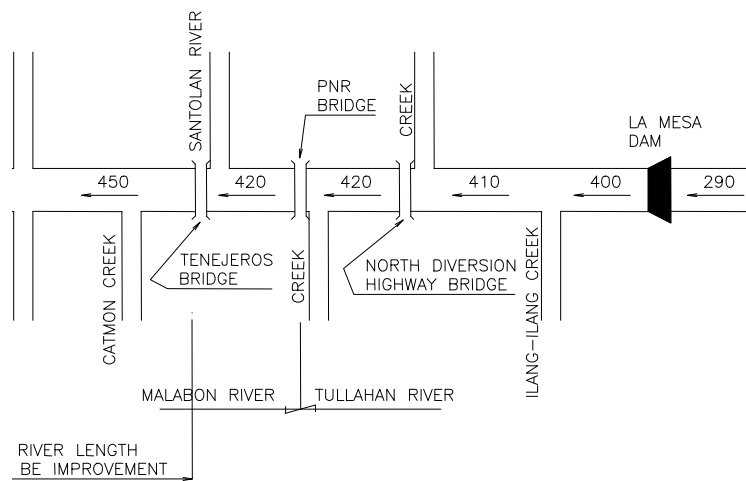 SANTOLAN RIVER
PNR
BRIDGE
CREEK
LA MESA
DAM
450
420
420
410
400
290
CATMON CREEK
TENEJEROS
BRIDGE
CREEK
NORTH DIVERSION
HIGHWAY BRIDGE
ILANG-ILANG CREEK
MALABON RIVER
TULLAHAN RIVER
RIVER LENGTH
BE IMPROVEMENT